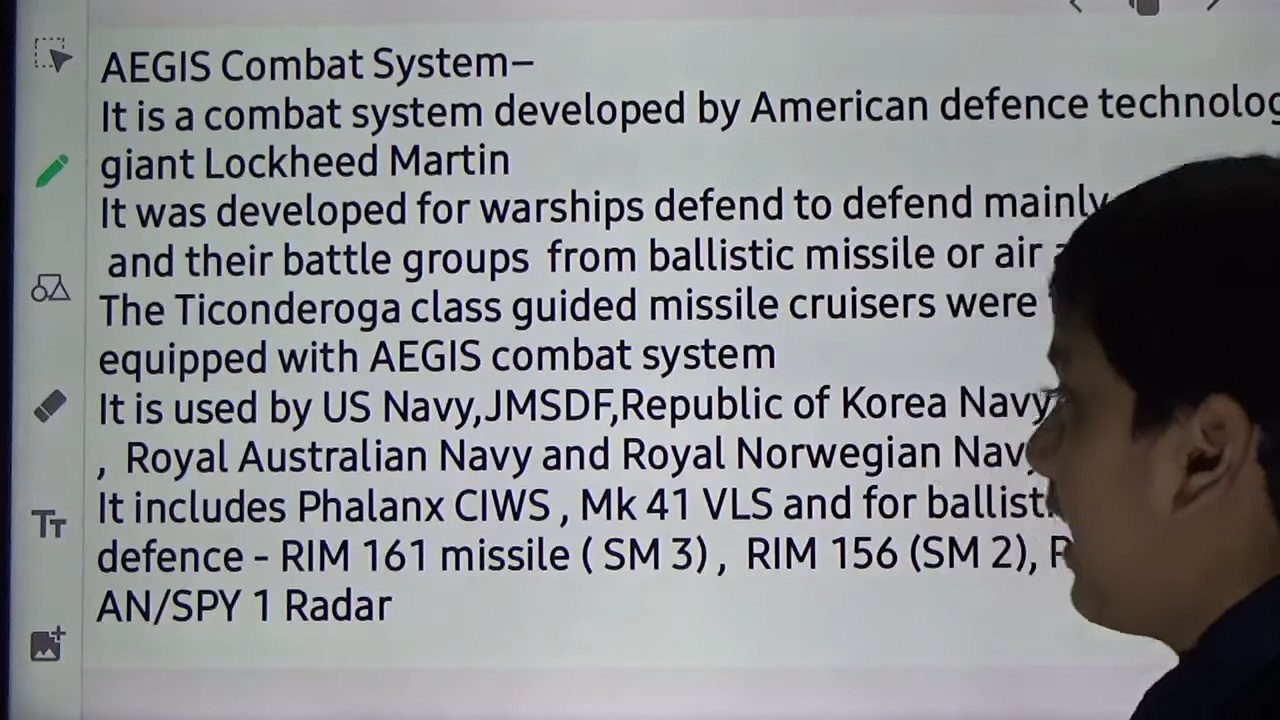 AEGIS Combat System–
It is a combat system developed by American defence technolog
giant Lockheed Martin
It was developed for warships defend to defend mainly
and their battle groups from ballistic missile or air
The Ticonderoga class guided missile cruisers were
equipped with AEGIS combat system
It is used by US Navy,JMSDF,Republic of Korea Navy
, Royal Australian Navy and Royal Norwegian Navy
It includes Phalanx CIWS , Mk 41 VLS and for ballist
defence - RIM 161 missile ( SM 3) , RIM 156 (SM 2),
AN/SPY 1 Radar
TT